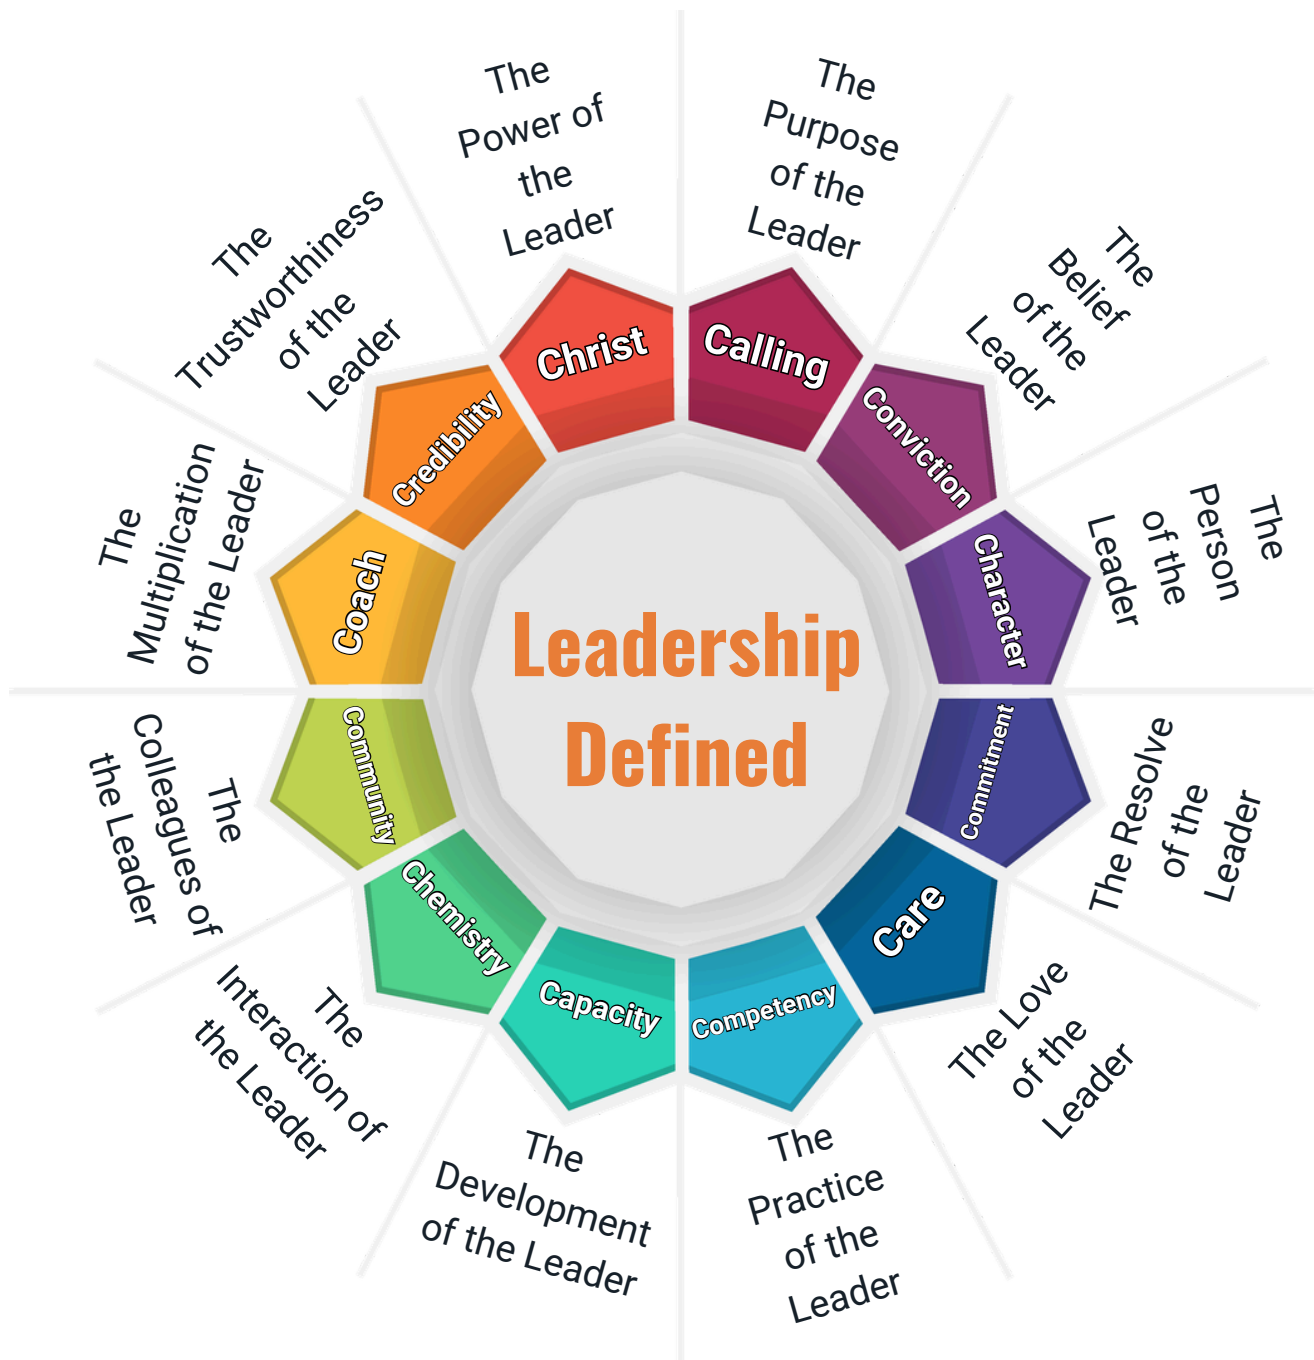 Leadership
Defined
Christ
The
Power of
the
Leader
Calling
The
Purpose
of the
Leader
Conviction
The
Belief
of the
Leader
Character
The
Person
of the
Leader
Commitment
The Resolve
of the
Leader
Care
The Love
of the
Leader
Competency
The
Practice
of the
Leader
Capacity
The
Development
of the Leader
Chemistry
The
Interaction of
the Leader
Community
The
Colleagues of
the Leader
Coach
The
Multiplication
of the Leader
Credibility
The
Trustworthiness
of the
Leader